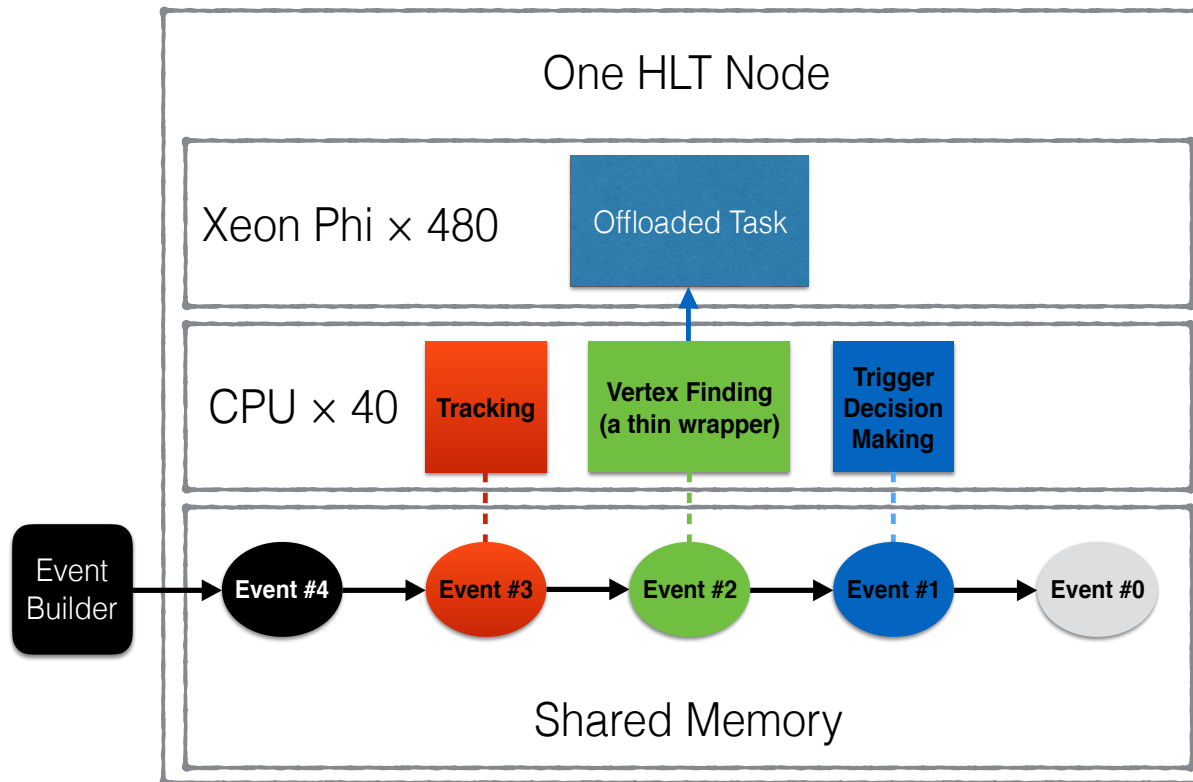 One HLT Node
Xeon Phi × 480
Offloaded Task
CPU × 40
Tracking
Vertex Finding
(a thin wrapper)
Trigger
Decision
Making
Event
Builder
Event #4
Event #3
Event #2
Event #1
Event #0
Shared Memory